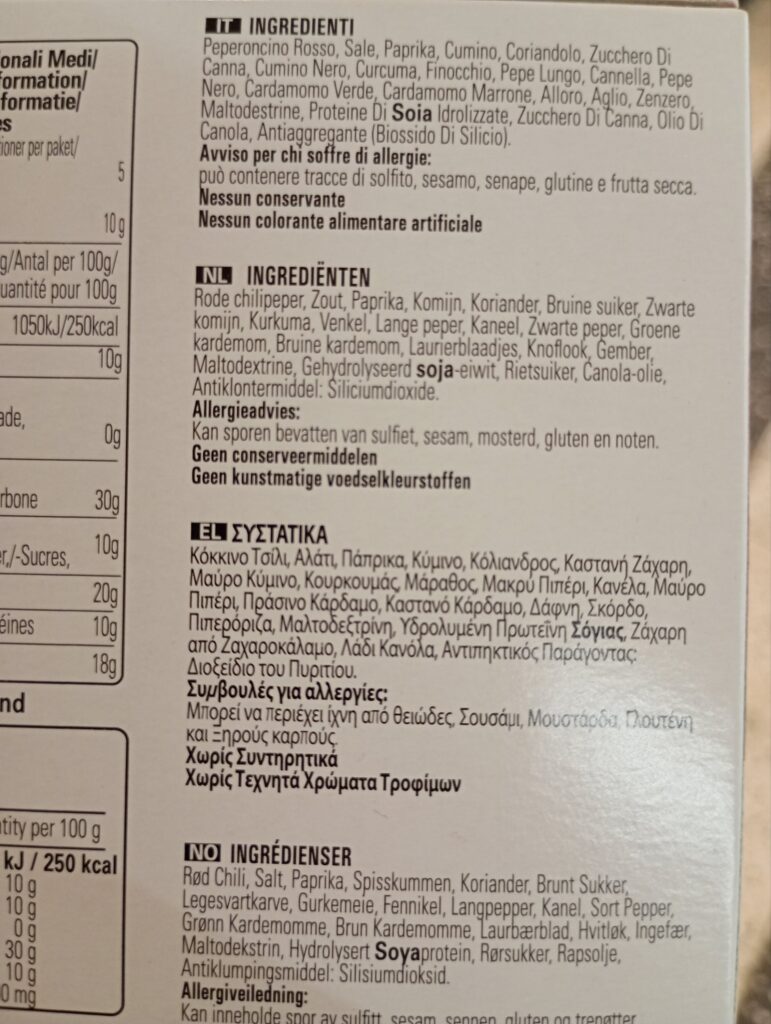 onali Medi/
formation/
formatie/
es
ioner per paket/
5
10 g
g/Antal per 100g/
uantité pour 100g
1050kJ/250kcal
10g
ade,
0g
rbone 30g
er,/-Sucres, 10g
20g
éines 10g
18g
nd
ntity per 100 g
kJ / 250 kcal
10 g
10 g
0 g
30 g
10 g
0 mg
IT INGREDIENTI
Peperoncino Rosso, Sale, Paprika, Cumino, Coriandolo, Zucchero Di
Canna, Cumino Nero, Curcuma, Finocchio, Pepe Lungo, Cannella, Pepe
Nero, Cardamomo Verde, Cardamomo Marrone, Alloro, Aglio, Zenzero,
Maltodestrine, Proteine Di Soia Idrolizzate, Zucchero Di Canna, Olio Di
Canola, Antiaggregante (Biossido Di Silicio).
Avviso per chi soffre di allergie:
può contenere tracce di solfito, sesamo, senape, glutine e frutta secca.
Nessun conservante
Nessun colorante alimentare artificiale
NL INGREDIËNTEN
Rode chilipeper, Zout, Paprika, Komijn, Koriander, Bruine suiker, Zwarte
komijn, Kurkuma, Venkel, Lange peper, Kaneel, Zwarte peper, Groene
kardemom, Bruine kardemom, Laurierblaadjes, Knoflook, Gember,
Maltodextrine, Gehydrolyseerd soja-eiwit, Rietsuiker, Canola-olie,
Antiklontermiddel: Siliciumdioxide.
Allergieadvies:
Kan sporen bevatten van sulfiet, sesam, mosterd, gluten en noten.
Geen conserveermiddelen
Geen kunstmatige voedselkleurstoffen
EL ΣΥΣΤΑΤΙΚΑ
Κόκκινο Τσίλι, Αλάτι, Πάπρικα, Κύμινο, Κόλιανδρος, Καστανή Ζάχαρη,
Μαύρο Κύμινο, Κουρκουμάς, Μάραθος, Μακρύ Πιπέρι, Κανέλα, Μαύρο
Πιπέρι, Πράσινο Κάρδαμο, Καστανό Κάρδαμο, Δάφνη, Σκόρδο,
Πιπερόριζα, Μαλτοδεξτρίνη, Υδρολυμένη Πρωτεΐνη Σόγιας, Ζάχαρη
από Ζαχαροκάλαμο, Λάδι Κανόλα, Αντιπηκτικός Παράγοντας:
Διοξείδιο του Πυριτίου.
Συμβουλές για αλλεργίες:
Μπορεί να περιέχει ίχνη από θειώδες, Σουσάμι, Μουστάρδα, Γλουτένη
και Ξηρούς καρπούς.
Χωρίς Συντηρητικά
Χωρίς Τεχνητά Χρώματα Τροφίμων
NO INGRÉDIENSER
Rød Chili, Salt, Paprika, Spisskummen, Koriander, Brunt Sukker,
Legesvartkarve, Gurkemeie, Fennikel, Langpepper, Kanel, Sort Pepper,
Grønn Kardemomme, Brun Kardemomme, Laurbærblad, Hvitløk, Ingefær,
Maltodekstrin, Hydrolysert Soyaprotein, Rørsukker, Rapsolje,
Antiklumpingsmiddel: Silisiumdioksid.
Allergiveiledning:
Kan inneholde spor av sulfitt, sesam, sennep, gluten og trenøtter